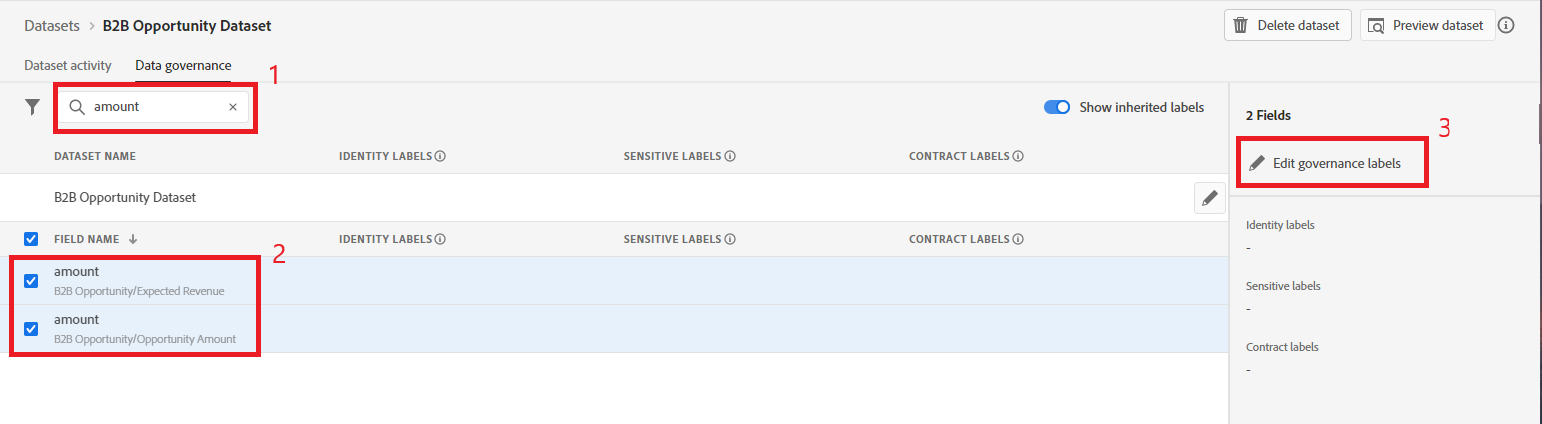 Datasets > B2B Opportunity Dataset
Delete dataset
Preview dataset
Dataset activity
Data governance
1
amount
Show inherited labels
DATASET NAME
IDENTITY LABELS
SENSITIVE LABELS
CONTRACT LABELS
B2B Opportunity Dataset
FIELD NAME
IDENTITY LABELS
SENSITIVE LABELS
CONTRACT LABELS
2
amount
B2B Opportunity/Expected Revenue
amount
B2B Opportunity/Opportunity Amount
2 Fields
3
Edit governance labels
Identity labels
-
Sensitive labels
-
Contract labels
-